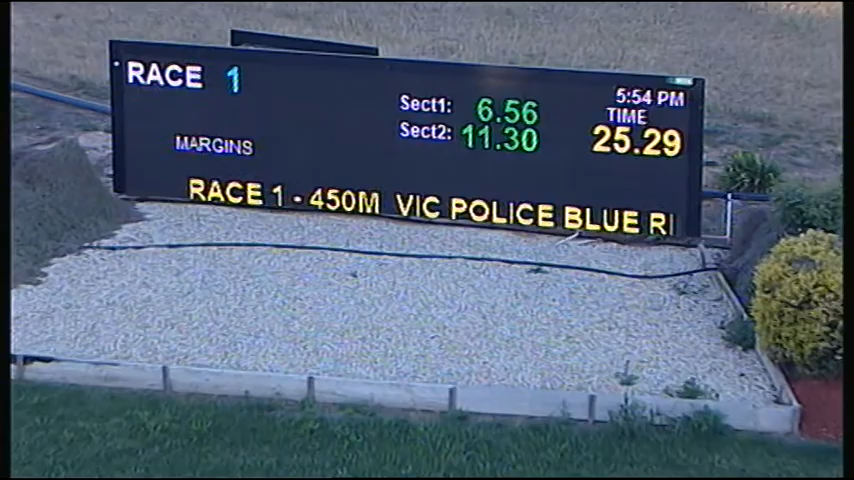 RACE 1
Sect1: 6.56
Sect2: 11.30
5:54 PM
TIME
25.29
MARGINS
RACE 1 - 450M VIC POLICE BLUE RI